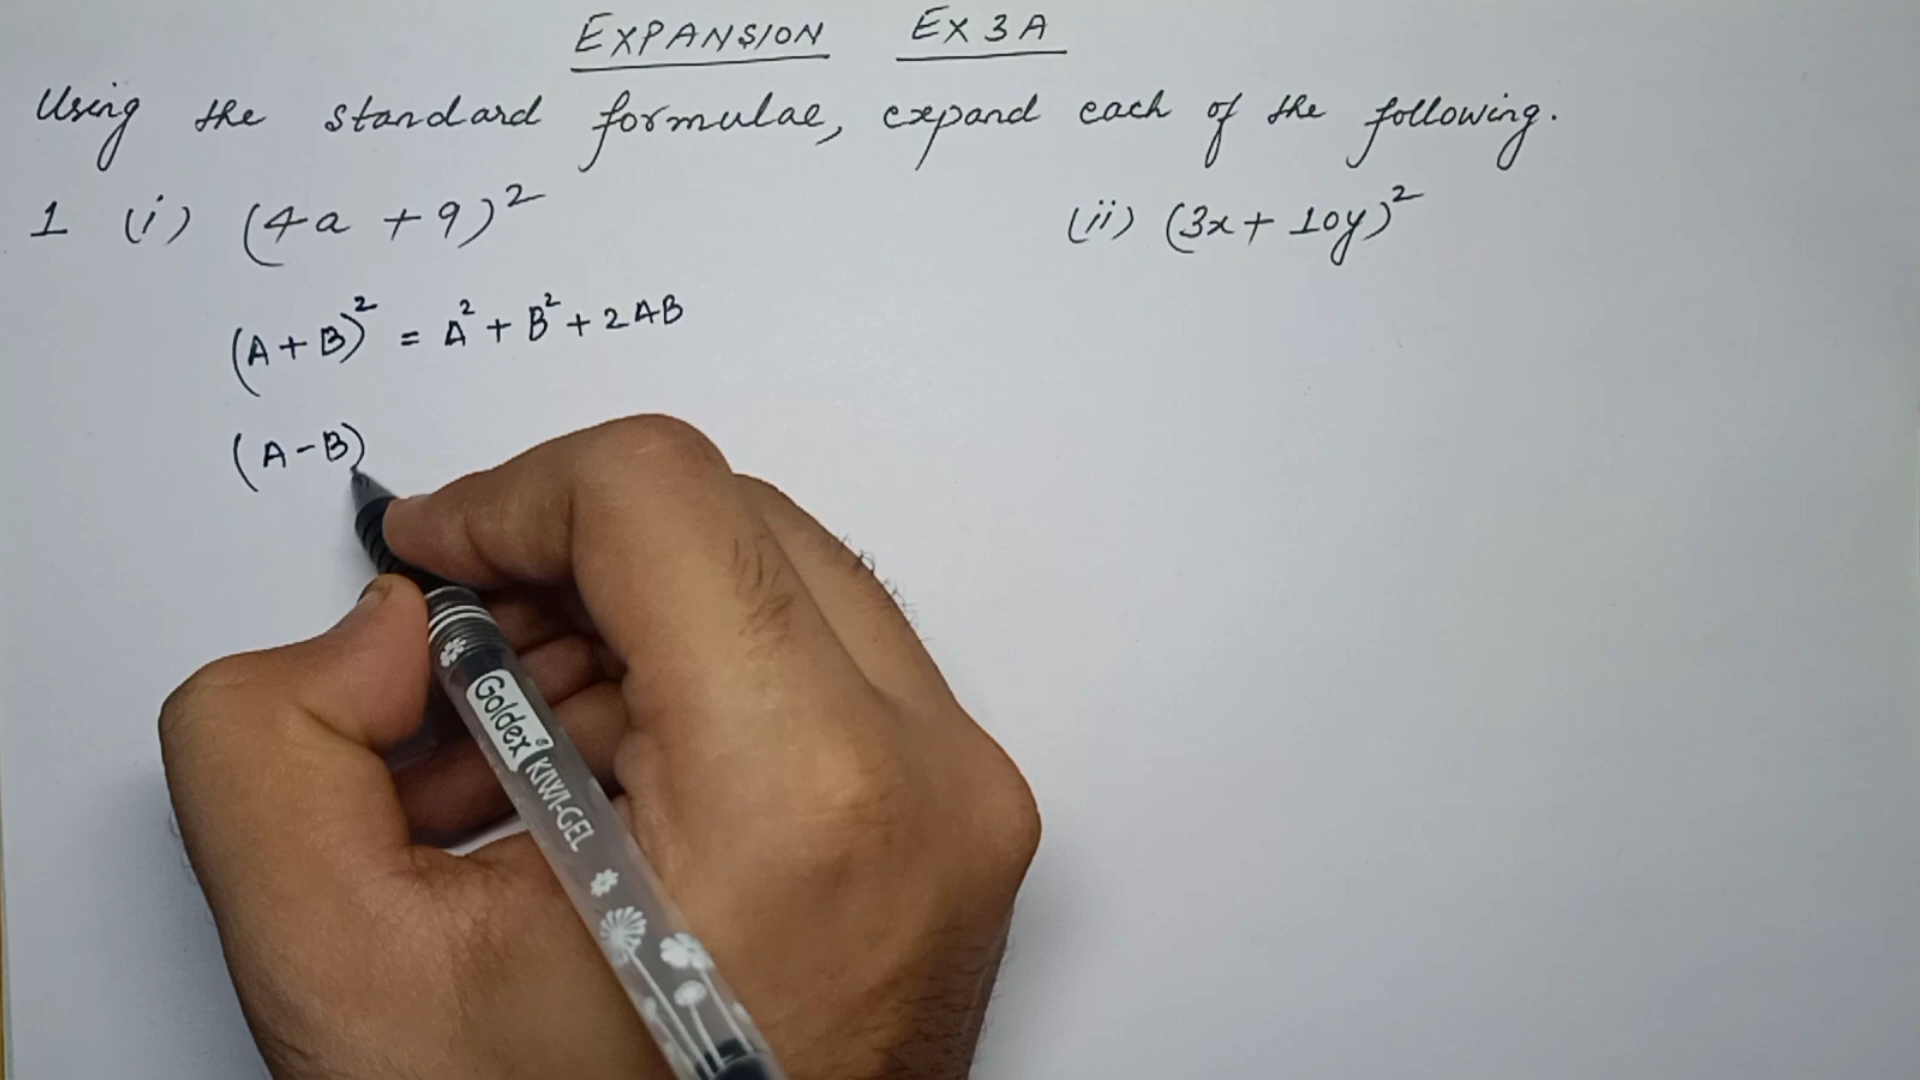 EXPANSION EX 3A
Using the standard formulae, expand each of the following.
1 (i) (4a + 9)² (ii) (3x + 10y)²
(A + B)² = A² + B² + 2AB
(A - B)
Goldex KIWI-GEL